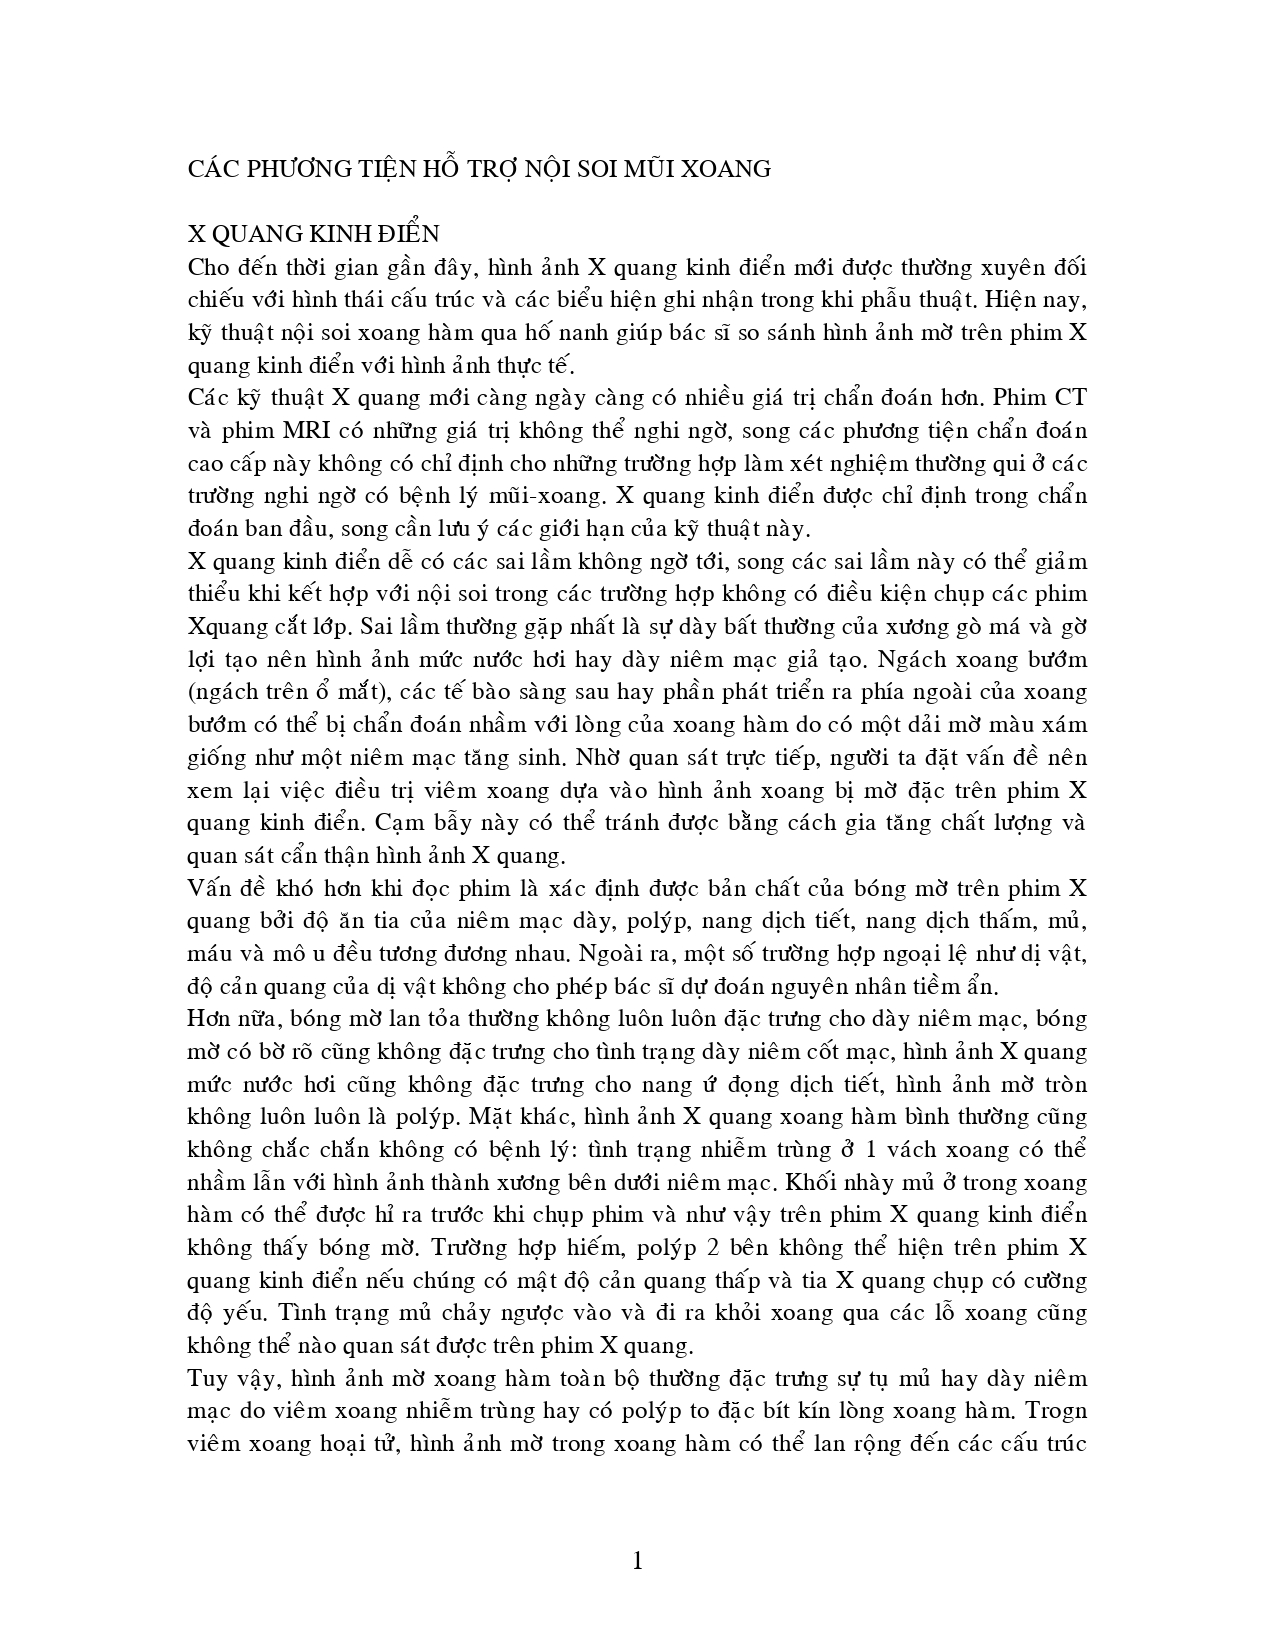 CÁC PHƯƠNG TIỆN HỖ TRỢ NỘI SOI MŨI XOANG
X QUANG KINH ĐIỂN
Cho đến thời gian gần đây, hình ảnh X quang kinh điển mới được thường xuyên đối
chiếu với hình thái cấu trúc và các biểu hiện ghi nhận trong khi phẫu thuật. Hiện nay,
kỹ thuật nội soi xoang hàm qua hố nanh giúp bác sĩ so sánh hình ảnh mờ trên phim X
quang kinh điển với hình ảnh thực tế.
Các kỹ thuật X quang mới càng ngày càng có nhiều giá trị chẩn đoán hơn. Phim CT
và phim MRI có những giá trị không thể nghi ngờ, song các phương tiện chẩn đoán
cao cấp này không có chỉ định cho những trường hợp làm xét nghiệm thường qui ở các
trường nghi ngờ có bệnh lý mũi-xoang. X quang kinh điển được chỉ định trong chẩn
đoán ban đầu, song cần lưu ý các giới hạn của kỹ thuật này.
X quang kinh điển dễ có các sai lầm không ngờ tới, song các sai lầm này có thể giảm
thiểu khi kết hợp với nội soi trong các trường hợp không có điều kiện chụp các phim
Xquang cắt lớp. Sai lầm thường gặp nhất là sự dày bất thường của xương gò má và gờ
lợi tạo nên hình ảnh mức nước hơi hay dày niêm mạc giả tạo. Ngách xoang bướm
(ngách trên ổ mắt), các tế bào sàng sau hay phần phát triển ra phía ngoài của xoang
bướm có thể bị chẩn đoán nhầm với lòng của xoang hàm do có một dải mờ màu xám
giống như một niêm mạc tăng sinh. Nhờ quan sát trực tiếp, người ta đặt vấn đề nên
xem lại việc điều trị viêm xoang dựa vào hình ảnh xoang bị mờ đặc trên phim X
quang kinh điển. Cạm bẫy này có thể tránh được bằng cách gia tăng chất lượng và
quan sát cẩn thận hình ảnh X quang.
Vấn đề khó hơn khi đọc phim là xác định được bản chất của bóng mờ trên phim X
quang bởi độ ăn tia của niêm mạc dày, polýp, nang dịch tiết, nang dịch thấm, mủ,
máu và mô u đều tương đương nhau. Ngoài ra, một số trường hợp ngoại lệ như dị vật,
độ cản quang của dị vật không cho phép bác sĩ dự đoán nguyên nhân tiềm ẩn.
Hơn nữa, bóng mờ lan tỏa thường không luôn luôn đặc trưng cho dày niêm mạc, bóng
mờ có bờ rõ cũng không đặc trưng cho tình trạng dày niêm cốt mạc, hình ảnh X quang
mức nước hơi cũng không đặc trưng cho nang ứ đọng dịch tiết, hình ảnh mờ tròn
không luôn luôn là polýp. Mặt khác, hình ảnh X quang xoang hàm bình thường cũng
không chắc chắn không có bệnh lý: tình trạng nhiễm trùng ở 1 vách xoang có thể
nhầm lẫn với hình ảnh thành xương bên dưới niêm mạc. Khối nhày mủ ở trong xoang
hàm có thể được hỉ ra trước khi chụp phim và như vậy trên phim X quang kinh điển
không thấy bóng mờ. Trường hợp hiếm, polýp 2 bên không thể hiện trên phim X
quang kinh điển nếu chúng có mật độ cản quang thấp và tia X quang chụp có cường
độ yếu. Tình trạng mủ chảy ngược vào và đi ra khỏi xoang qua các lỗ xoang cũng
không thể nào quan sát được trên phim X quang.
Tuy vậy, hình ảnh mờ xoang hàm toàn bộ thường đặc trưng sự tụ mủ hay dày niêm
mạc do viêm xoang nhiễm trùng hay có polýp to đặc bít kín lòng xoang hàm. Trogn
viêm xoang hoại tử, hình ảnh mờ trong xoang hàm có thể lan rộng đến các cấu trúc
1